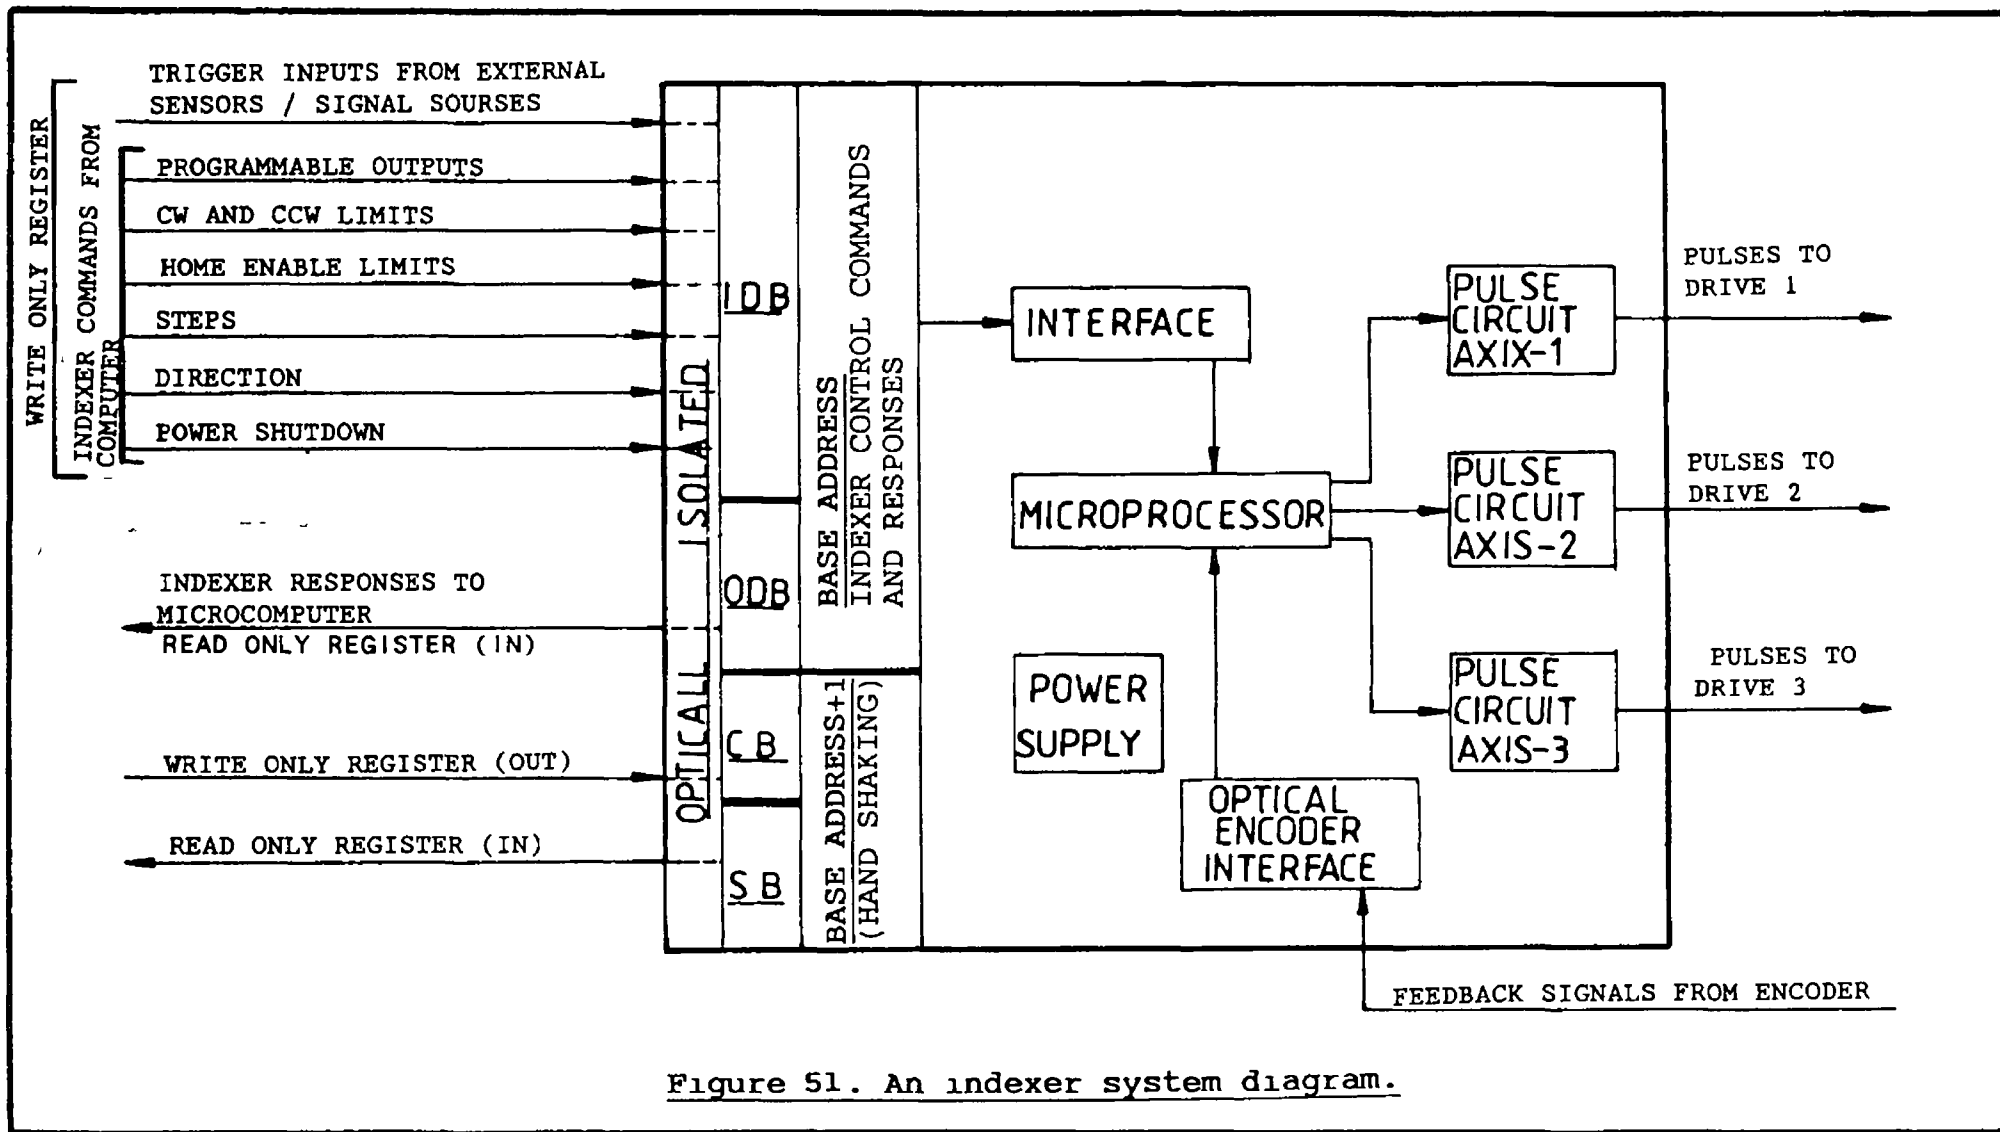 TRIGGER INPUTS FROM EXTERNAL
SENSORS / SIGNAL SOURSES
WRITE ONLY REGISTER
INDEXER COMMANDS FROM
COMPUTER
PROGRAMMABLE OUTPUTS
CW AND CCW LIMITS
HOME ENABLE LIMITS
STEPS
DIRECTION
POWER SHUTDOWN
INDEXER RESPONSES TO
MICROCOMPUTER
READ ONLY REGISTER (IN)
WRITE ONLY REGISTER (OUT)
READ ONLY REGISTER (IN)
OPTICALL ISOLATED
IDB
ODB
CB
SB
BASE ADDRESS
INDEXER CONTROL COMMANDS
AND RESPONSES
BASE ADDRESS+1
(HAND SHAKING)
INTERFACE
MICROPROCESSOR
POWER
SUPPLY
OPTICAL
ENCODER
INTERFACE
PULSE
CIRCUIT
AXIX-1
PULSE
CIRCUIT
AXIS-2
PULSE
CIRCUIT
AXIS-3
PULSES TO
DRIVE 1
PULSES TO
DRIVE 2
PULSES TO
DRIVE 3
FEEDBACK SIGNALS FROM ENCODER
Figure 51. An indexer system diagram.